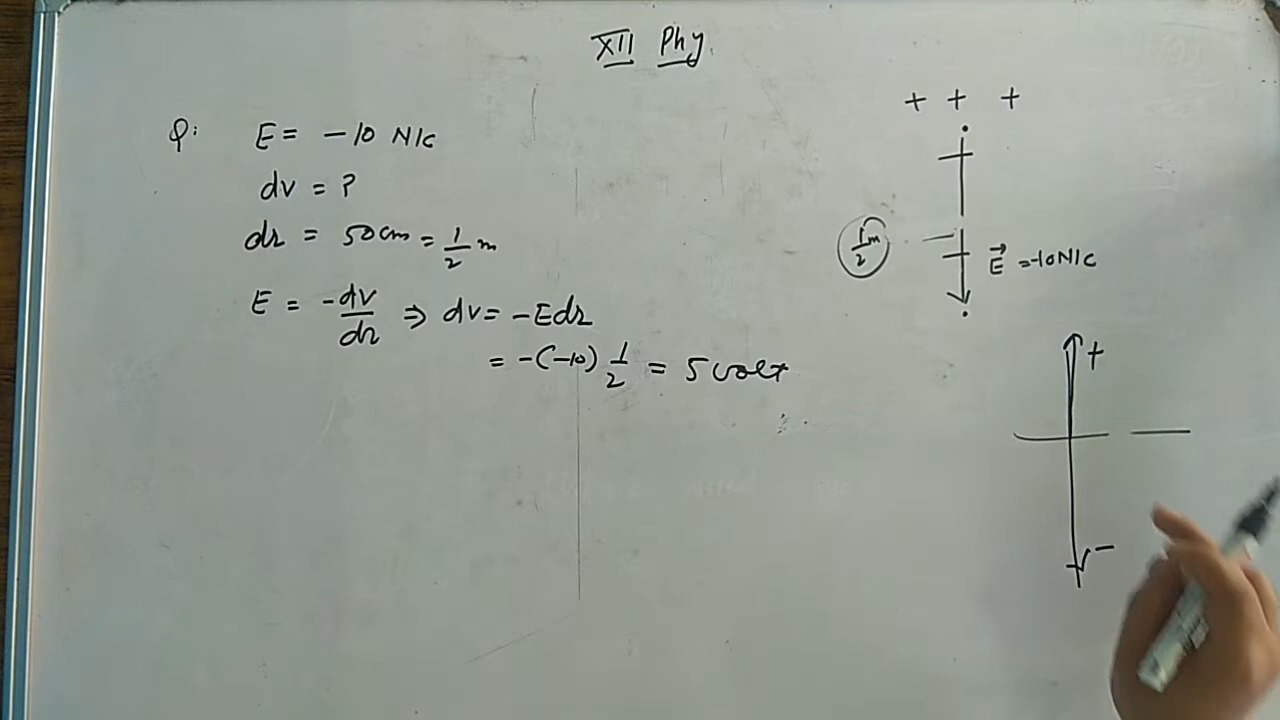 XII Phy.
Q: E = -10 N/C
dv = ?
dr = 50cm = 1/2 m
E = -dv/dr ⇒ dv = -Edr
= -(-10) 1/2 = 5 volt
+ + +
1/2 m
E⃗ = -10 N/C
+
-